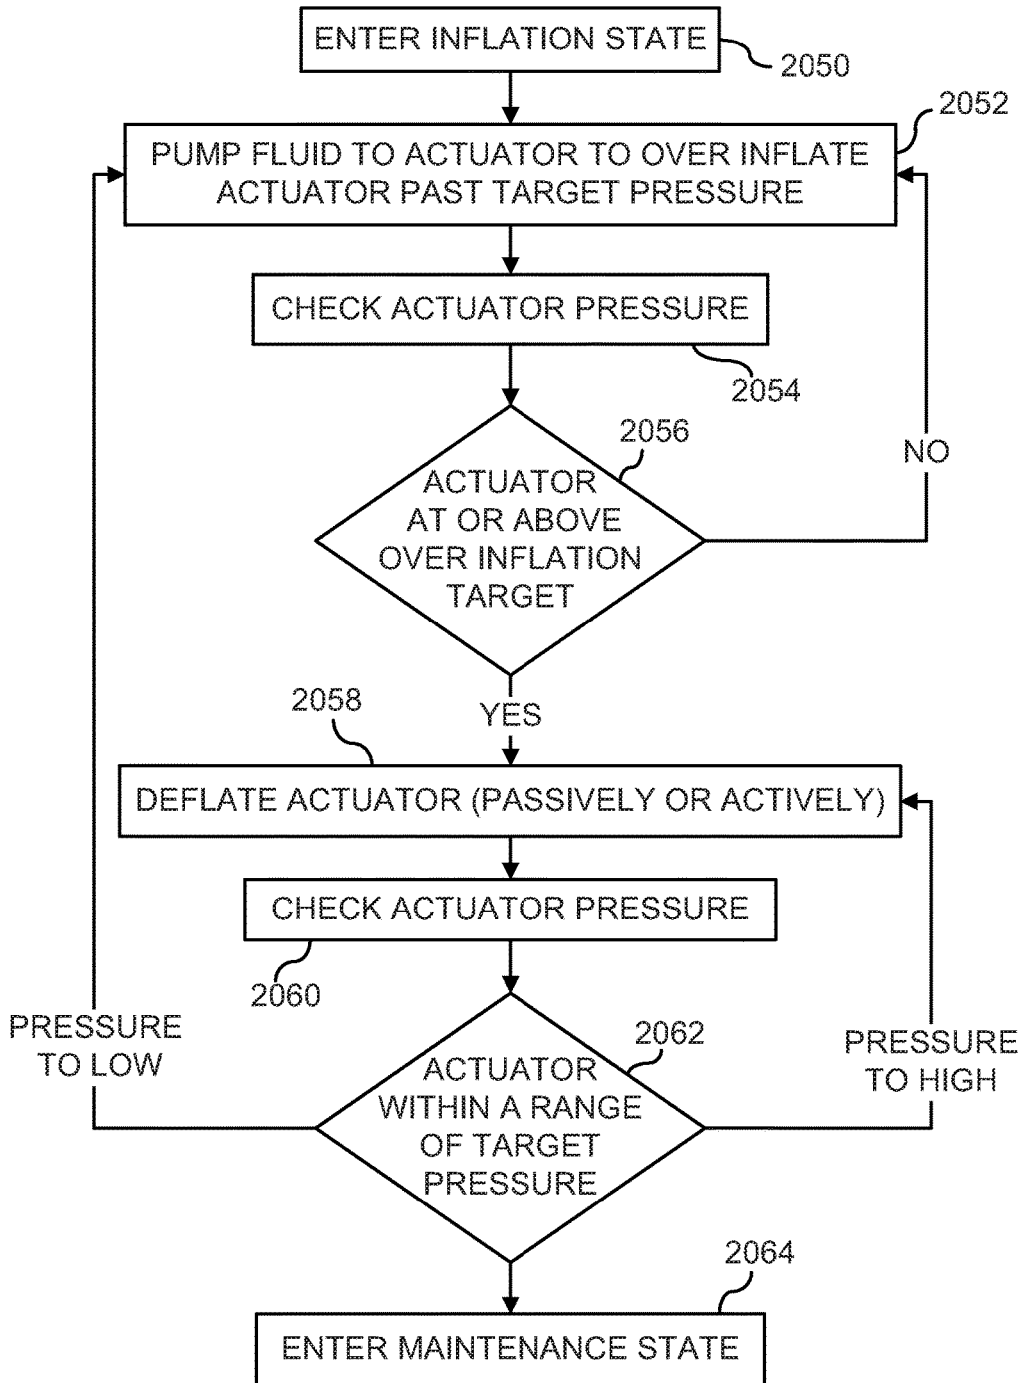 ENTER INFLATION STATE
2050
2052
PUMP FLUID TO ACTUATOR TO OVER INFLATE
ACTUATOR PAST TARGET PRESSURE
CHECK ACTUATOR PRESSURE
2054
2056
ACTUATOR
AT OR ABOVE
OVER INFLATION
TARGET
NO
YES
2058
DEFLATE ACTUATOR (PASSIVELY OR ACTIVELY)
CHECK ACTUATOR PRESSURE
2060
PRESSURE
TO LOW
2062
ACTUATOR
WITHIN A RANGE
OF TARGET
PRESSURE
PRESSURE
TO HIGH
2064
ENTER MAINTENANCE STATE